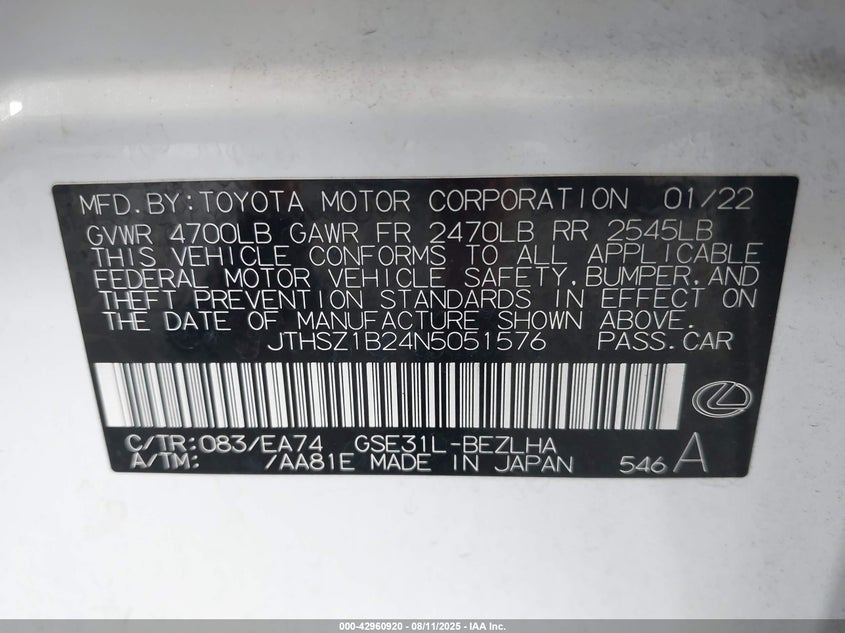 MFD.BY:TOYOTA MOTOR CORPORATION 01/22
GVWR 4700LB GAWR FR 2470LB RR 2545LB
THIS VEHICLE CONFORMS TO ALL APPLICABLE
FEDERAL MOTOR VEHICLE SAFETY,BUMPER,AND
THEFT PREVENTION STANDARDS IN EFFECT ON
THE DATE OF MANUFACTURE SHOWN ABOVE.
JTHSZ1B24N5051576 PASS.CAR
C/TR:083/EA74 GSE31L-BEZLHA
A/TM: /AA81E MADE IN JAPAN 546 A
000-42960920 - 08/11/2025 - IAA Inc.